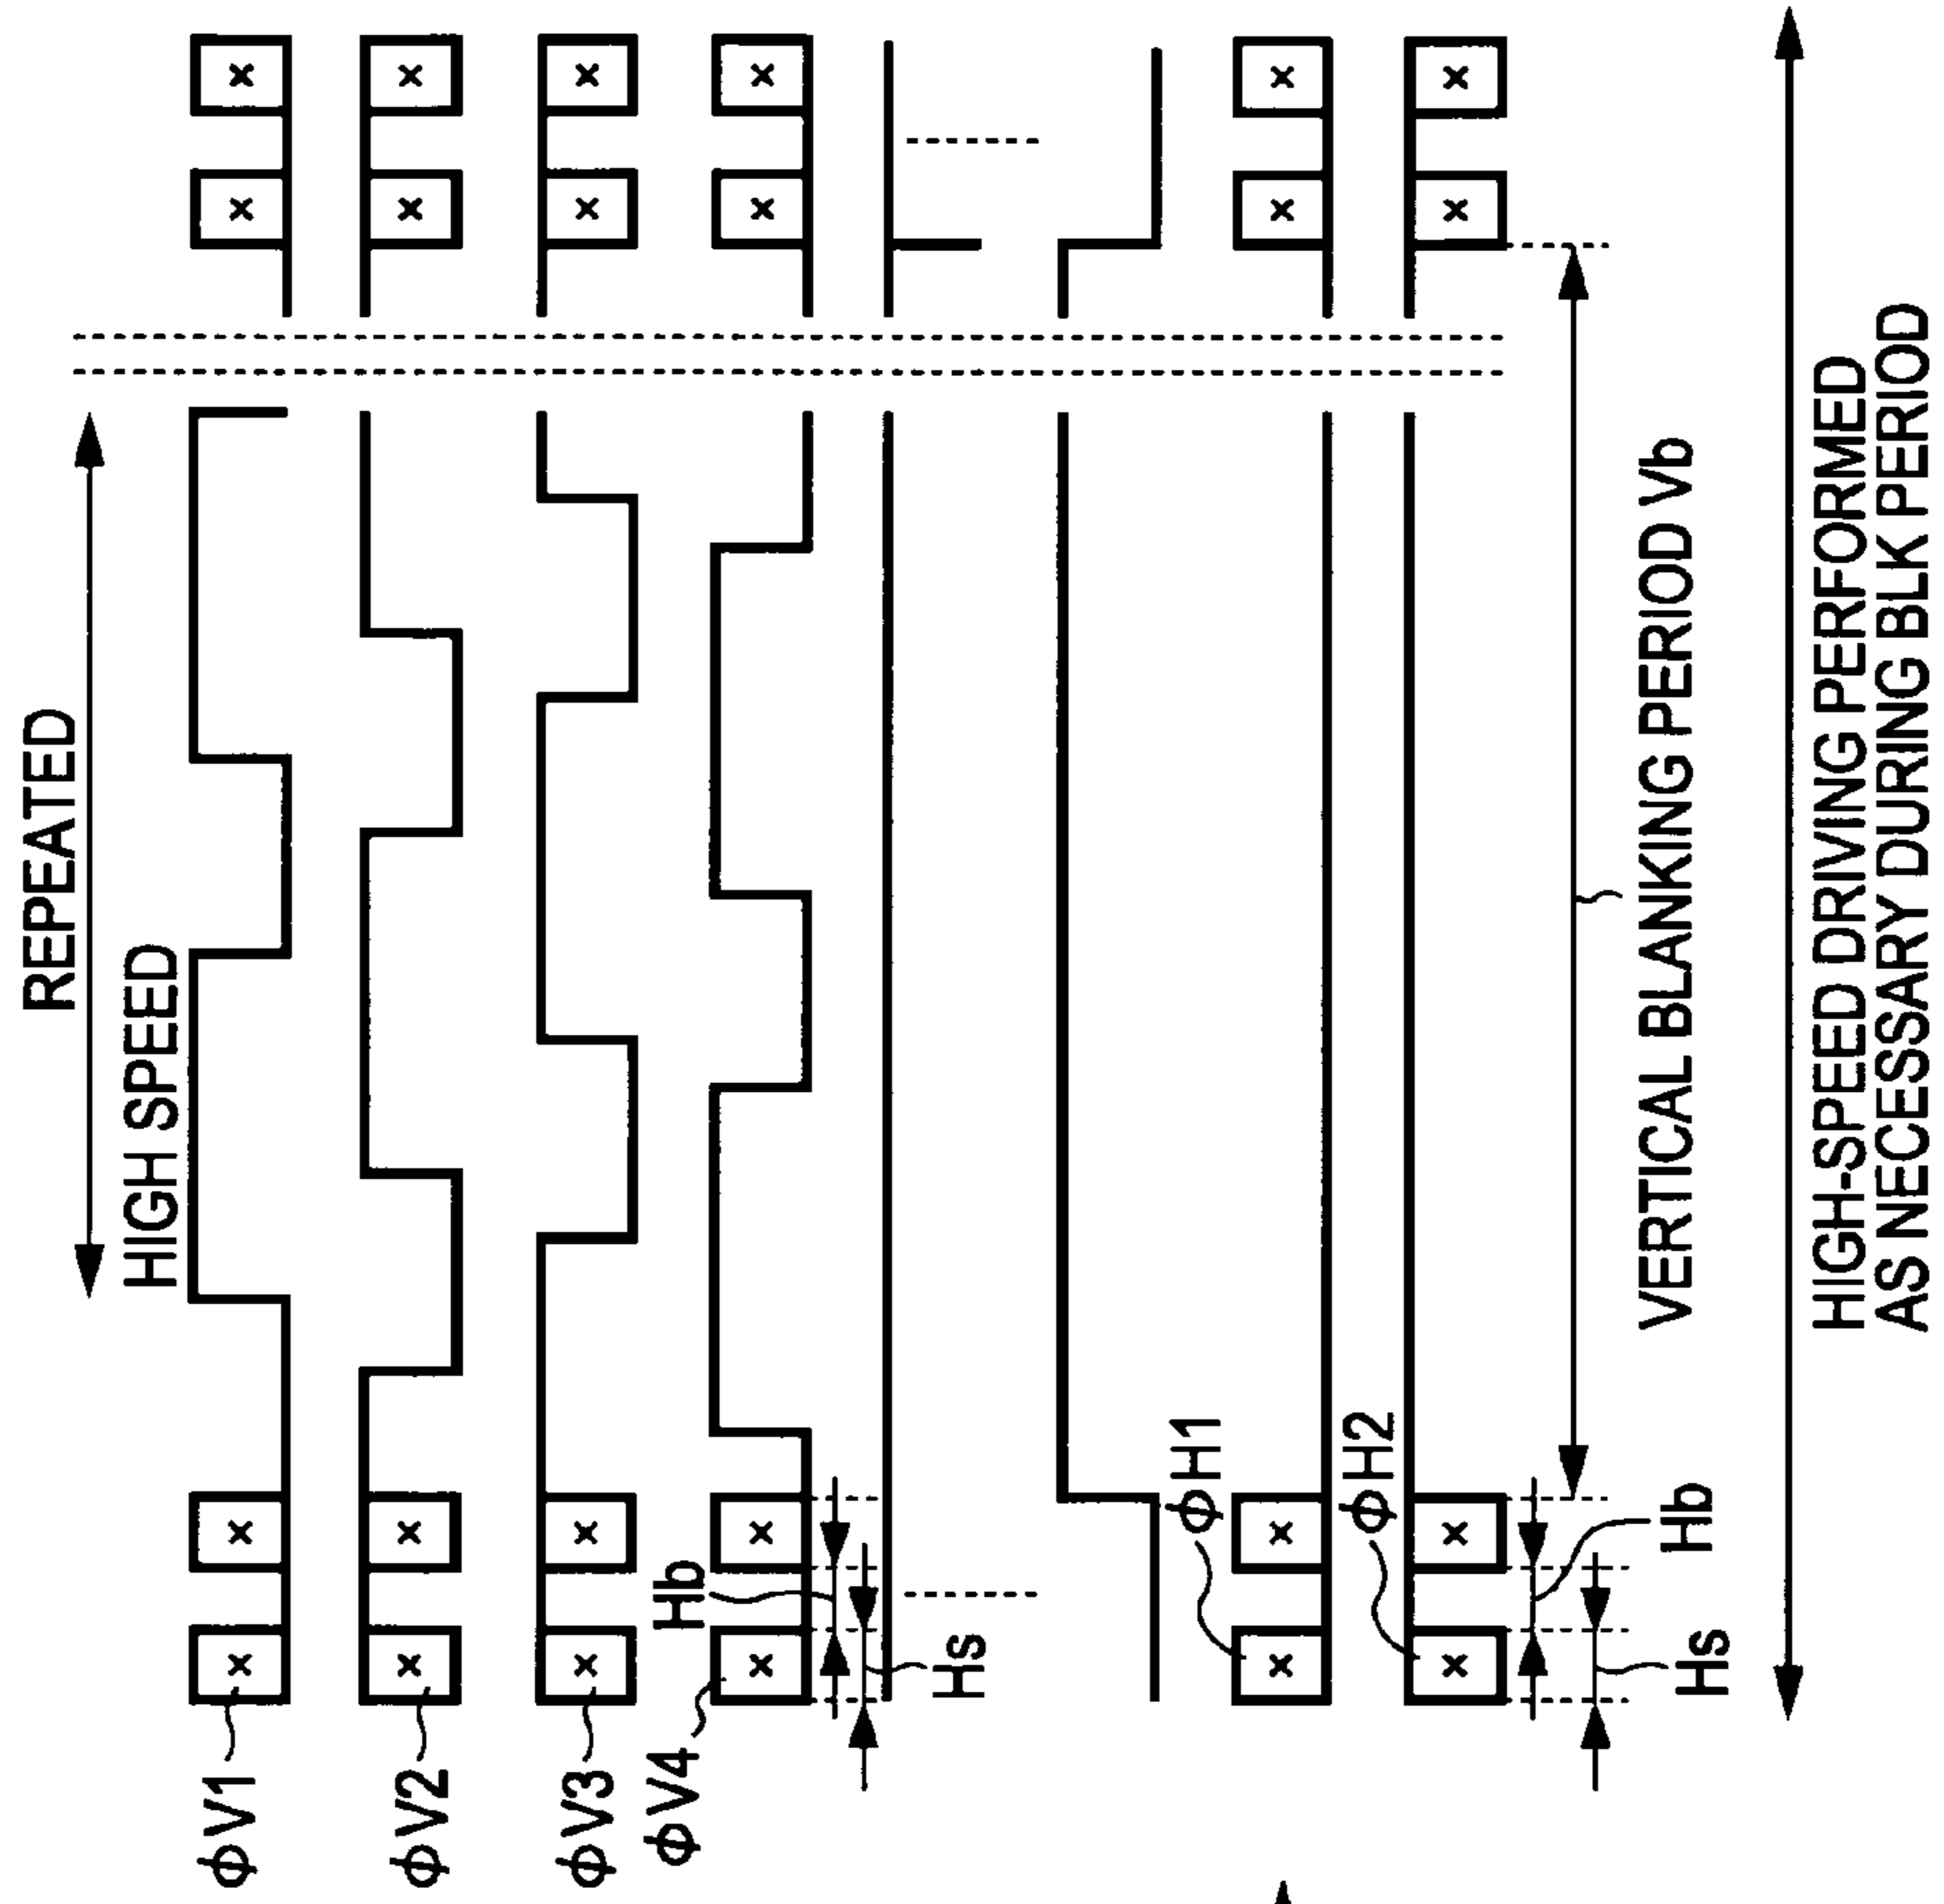 REPEATED
HIGH SPEED
ϕV1
x x x x
ϕV2
x x x x
ϕV3
x x x x
ϕV4
x x x x
Hb
Hs
ϕH1
x x x x
ϕH2
x x x x
Hb
Hs
VERTICAL BLANKING PERIOD Vb
HIGH-SPEED DRIVING PERFORMED
AS NECESSARY DURING BLK PERIOD